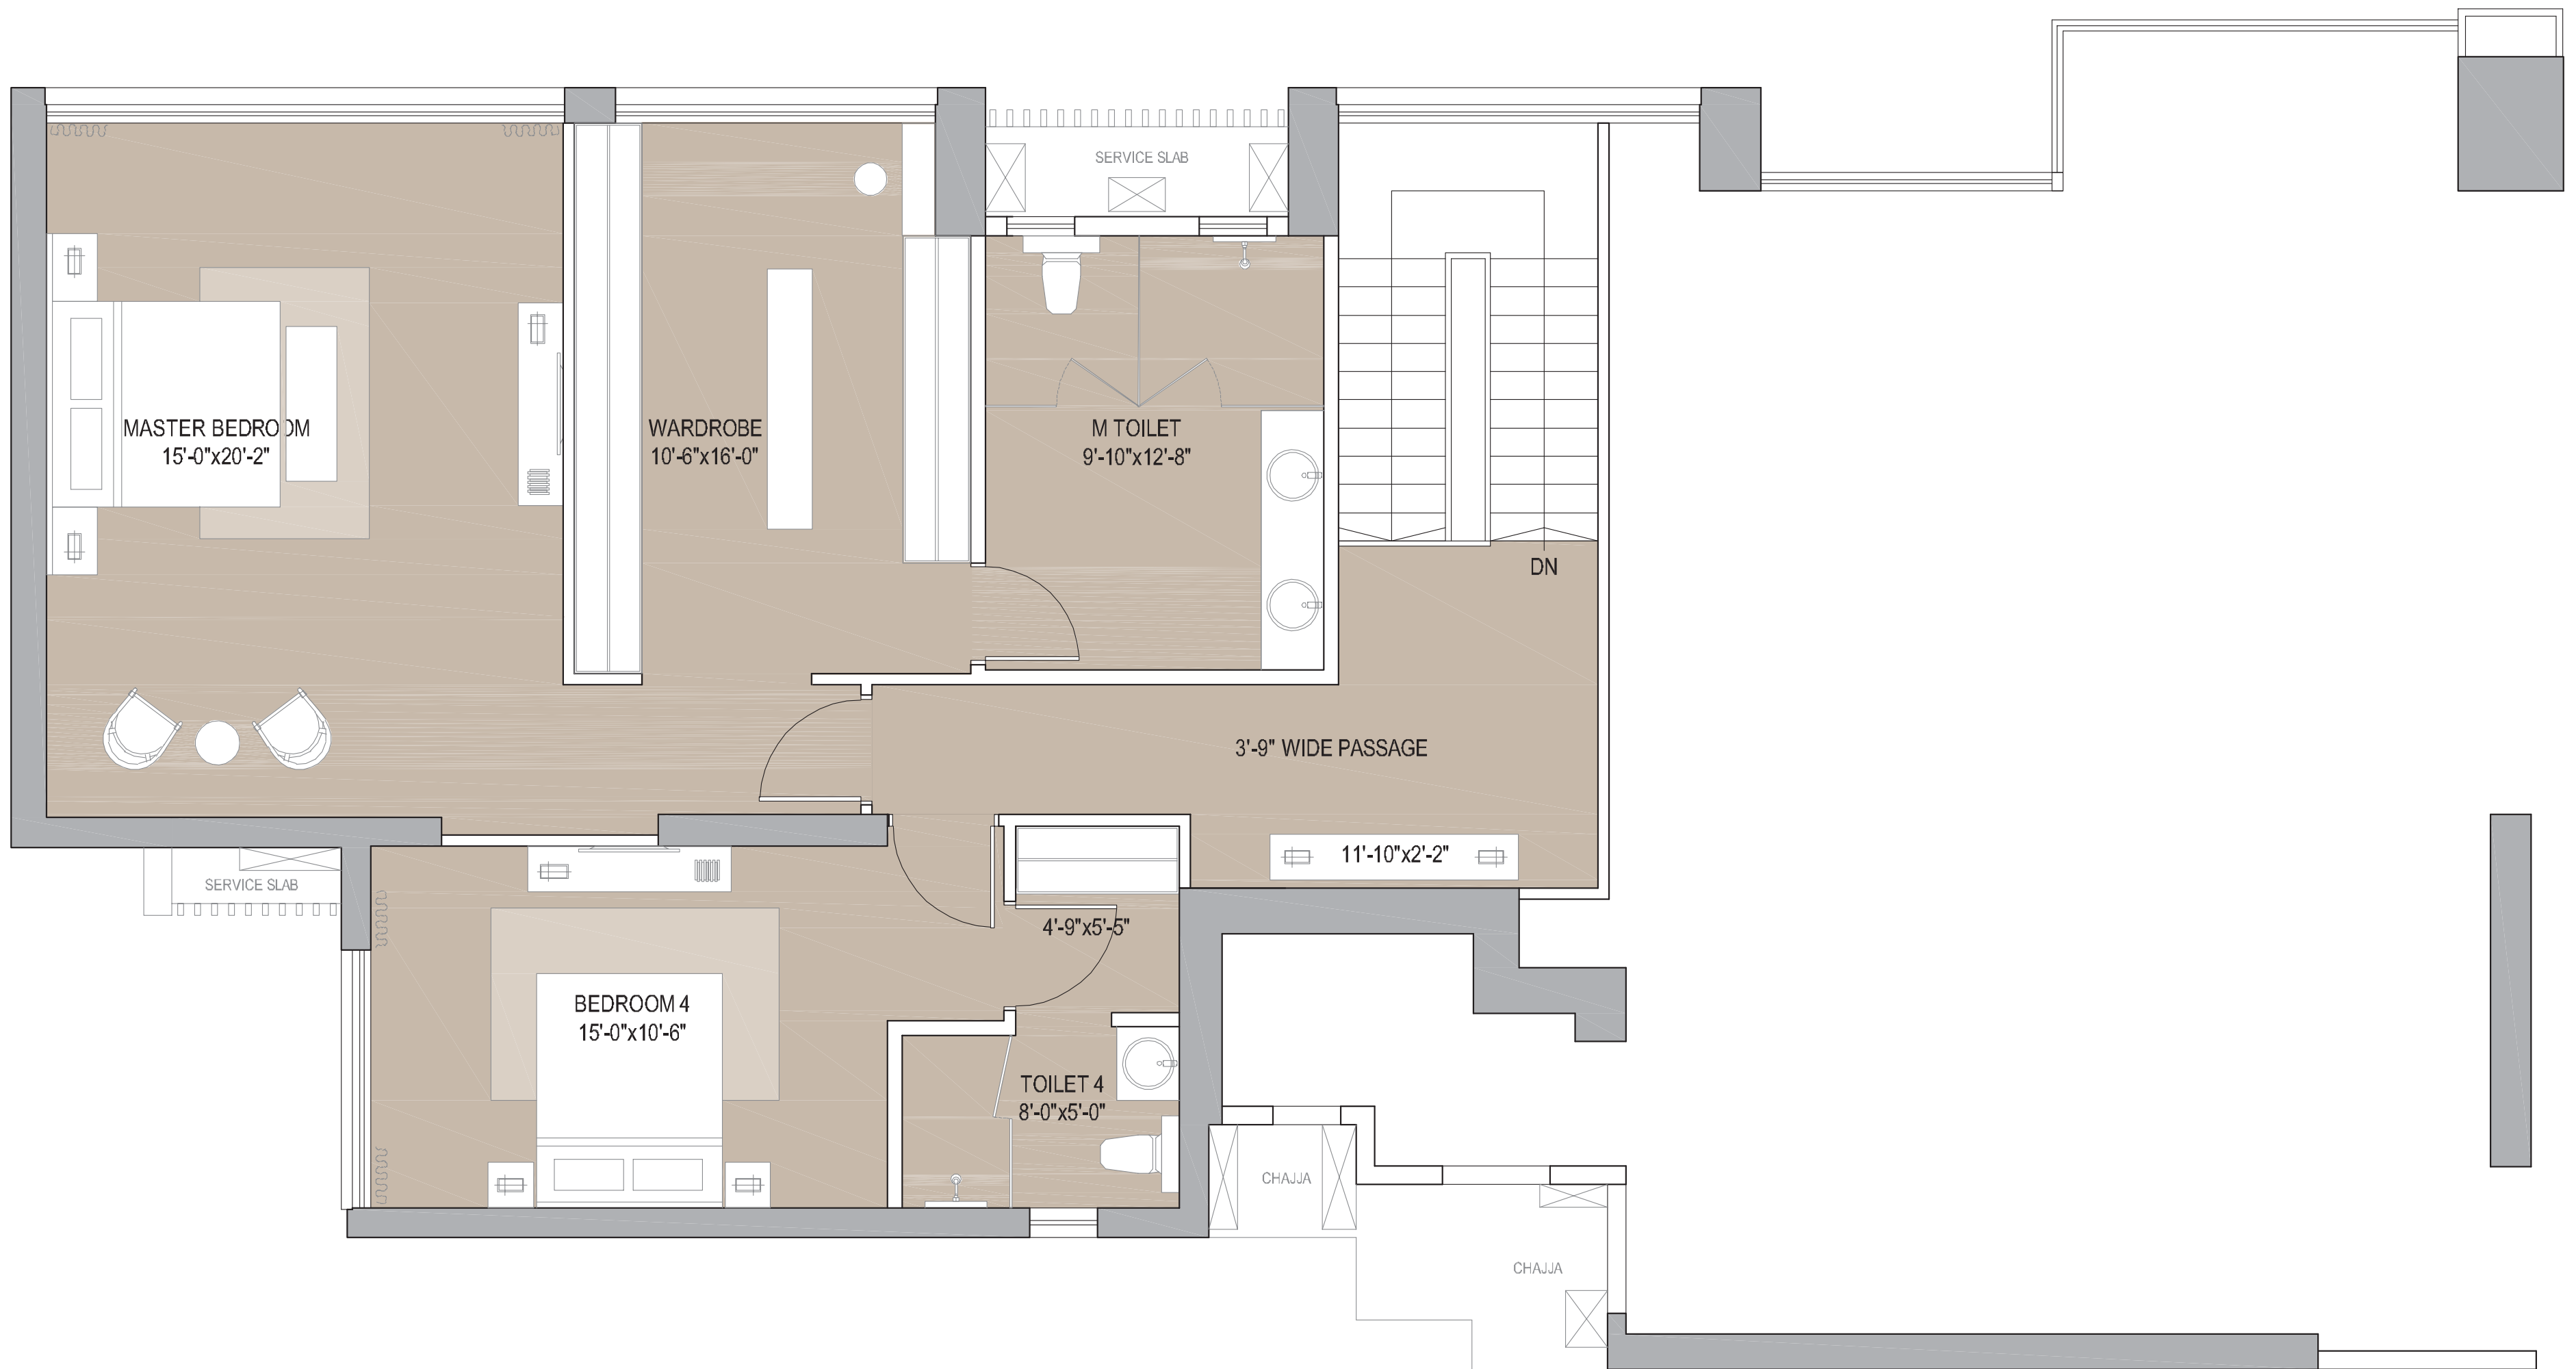 SERVICE SLAB
MASTER BEDROOM
15'-0"x20'-2"
WARDROBE
10'-6"x16'-0"
M TOILET
9'-10"x12'-8"
DN
3'-9" WIDE PASSAGE
11'-10"x2'-2"
SERVICE SLAB
4'-9"x5'-5"
BEDROOM 4
15'-0"x10'-6"
TOILET 4
8'-0"x5'-0"
CHAJJA
CHAJJA